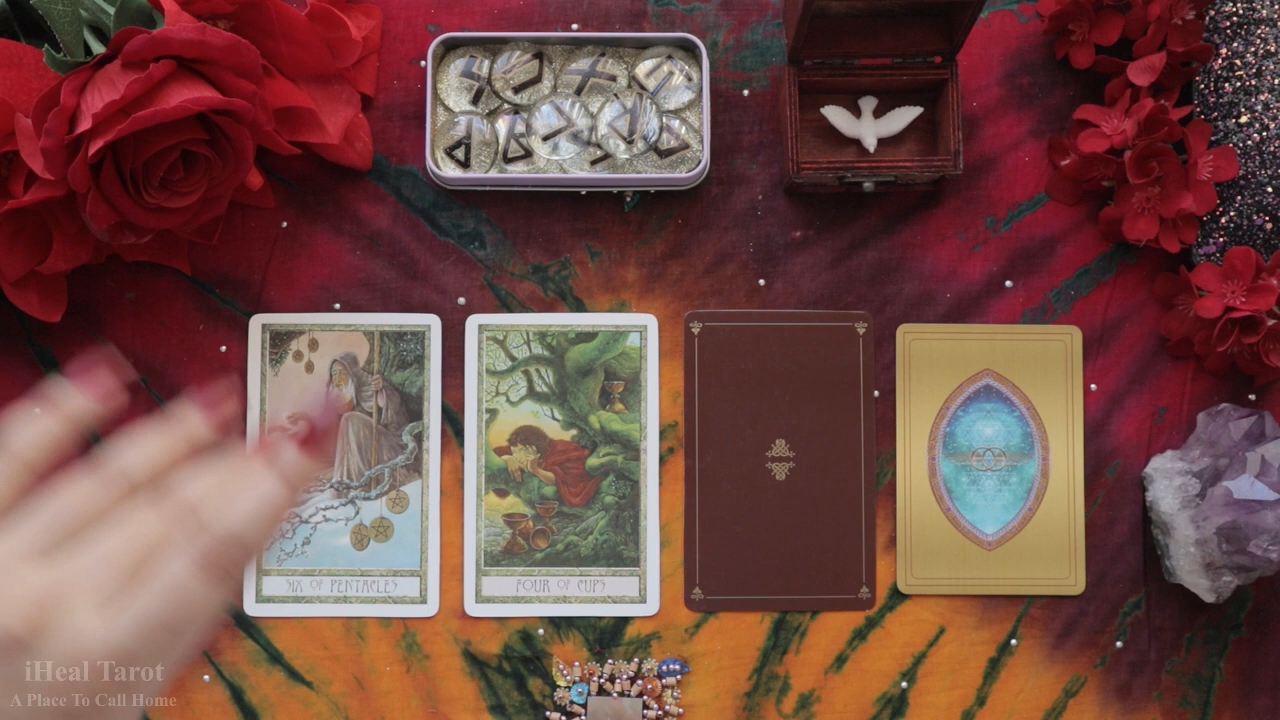 SIX OF PENTACLES
FOUR OF CUPS
iHeal Tarot
A Place To Call Home